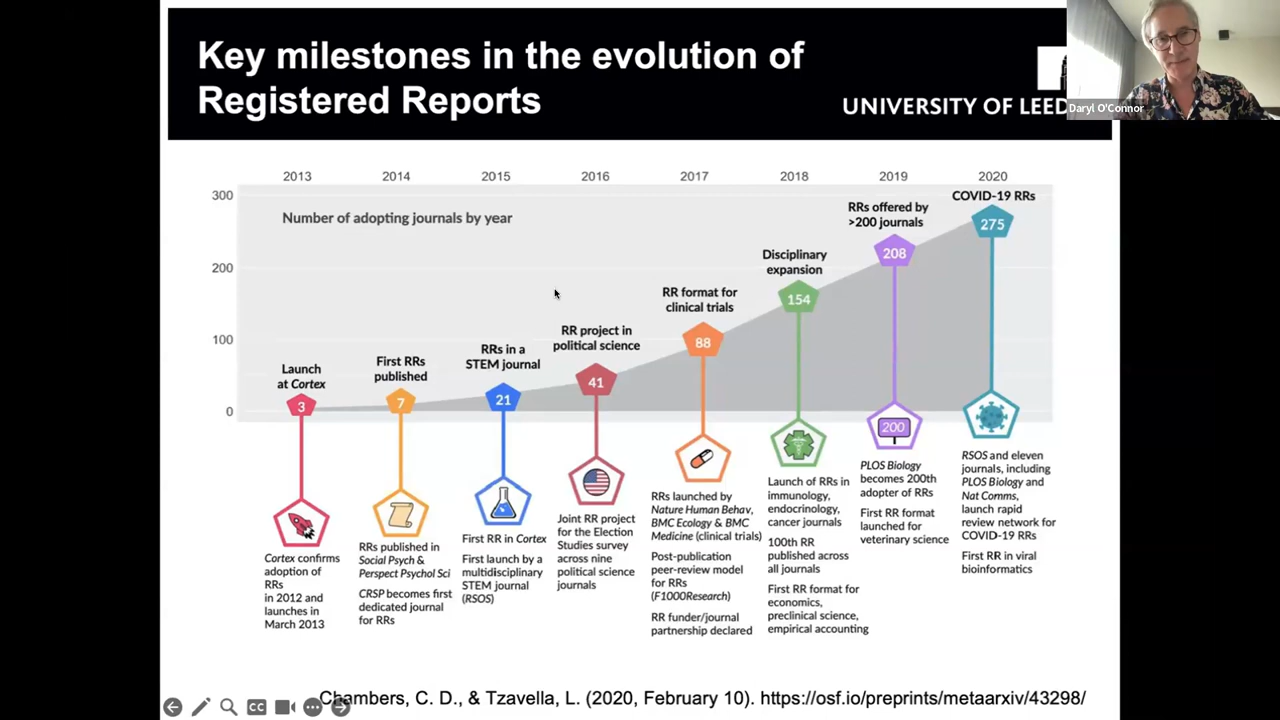 Key milestones in the evolution of
Registered Reports
UNIVERSITY OF LEED
Daryl O'Connor
2013 2014 2015 2016 2017 2018 2019 2020
300
200
100
0
Number of adopting journals by year
Launch
at Cortex
3
First RRs
published
7
RRs in a
STEM journal
21
RR project in
political science
41
RR format for
clinical trials
88
Disciplinary
expansion
154
RRs offered by
>200 journals
208
COVID-19 RRs
275
200
Cortex confirms
adoption of
RRs
in 2012 and
launches in
March 2013
RRs published in
Social Psych &
Perspect Psychol Sci
CRSP becomes first
dedicated journal
for RRs
First RR in Cortex
First launch by a
multidisciplinary
STEM journal
(RSOS)
Joint RR project
for the Election
Studies survey
across nine
political science
journals
RRs launched by
Nature Human Behav,
BMC Ecology & BMC
Medicine (clinical trials)
Post-publication
peer-review model
for RRs
(F1000Research)
RR funder/journal
partnership declared
Launch of RRs in
immunology,
endocrinology,
cancer journals
100th RR
published across
all journals
First RR format for
economics,
preclinical science,
empirical accounting
PLOS Biology
becomes 200th
adopter of RRs
First RR format
launched for
veterinary science
RSOS and eleven
journals, including
PLOS Biology and
Nat Comms,
launch rapid
review network for
COVID-19 RRs
First RR in viral
bioinformatics
CC
Chambers, C. D., & Tzavella, L. (2020, February 10). https://osf.io/preprints/metaarxiv/43298/